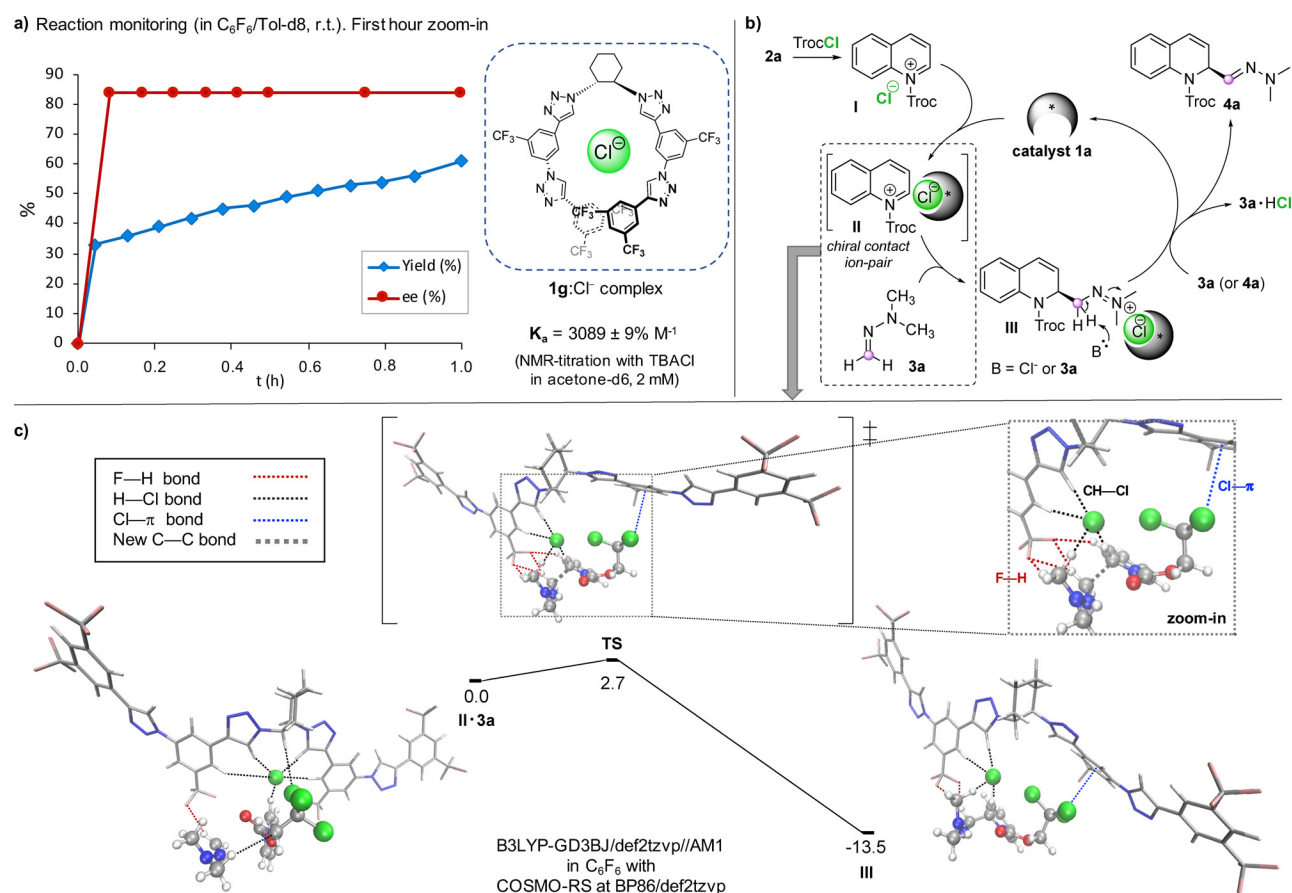 a) Reaction monitoring (in C₆F₆/Tol-d8, r.t.). First hour zoom-in
90
80
70
60
50
40
30
20
10
0
%
0.0
0.2
0.4
0.6
0.8
1.0
t (h)
Yield (%)
ee (%)
N=N
N
N
N=N
N
N
CF₃
CF₃
Cl⊖
N
N
N
N
N
N
CF₃
CF₃
CF₃
CF₃
CF₃
1g:Cl⁻ complex
Kₐ = 3089 ± 9% M⁻¹
(NMR-titration with TBACl
in acetone-d6, 2 mM)
b)
2a
TrocCl
N
⊕
Cl⊖
Troc
I
N
Troc
N
N
4a
*
catalyst 1a
N
⊕
Troc
Cl⊖
*
II
chiral contact
ion-pair
CH₃
N
CH₃
N
H
H
3a
3a·HCl
3a (or 4a)
N
Troc
N
N
⊕
H
H
III
B:
Cl⊖
*
B = Cl⁻ or 3a
c)
F—H bond
H—Cl bond
Cl—π bond
New C—C bond
‡
CH—Cl
Cl—π
F—H
zoom-in
TS
2.7
0.0
II·3a
-13.5
III
B3LYP-GD3BJ/def2tzvp//AM1
in C₆F₆ with
COSMO-RS at BP86/def2tzvp